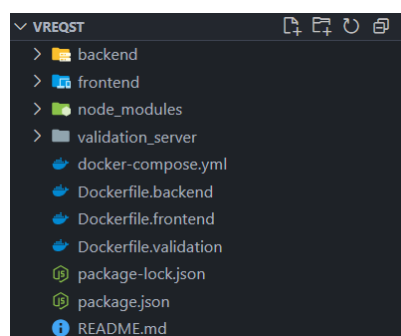 VREQST
backend
frontend
node_modules
validation_server
docker-compose.yml
Dockerfile.backend
Dockerfile.frontend
Dockerfile.validation
package-lock.json
package.json
README.md